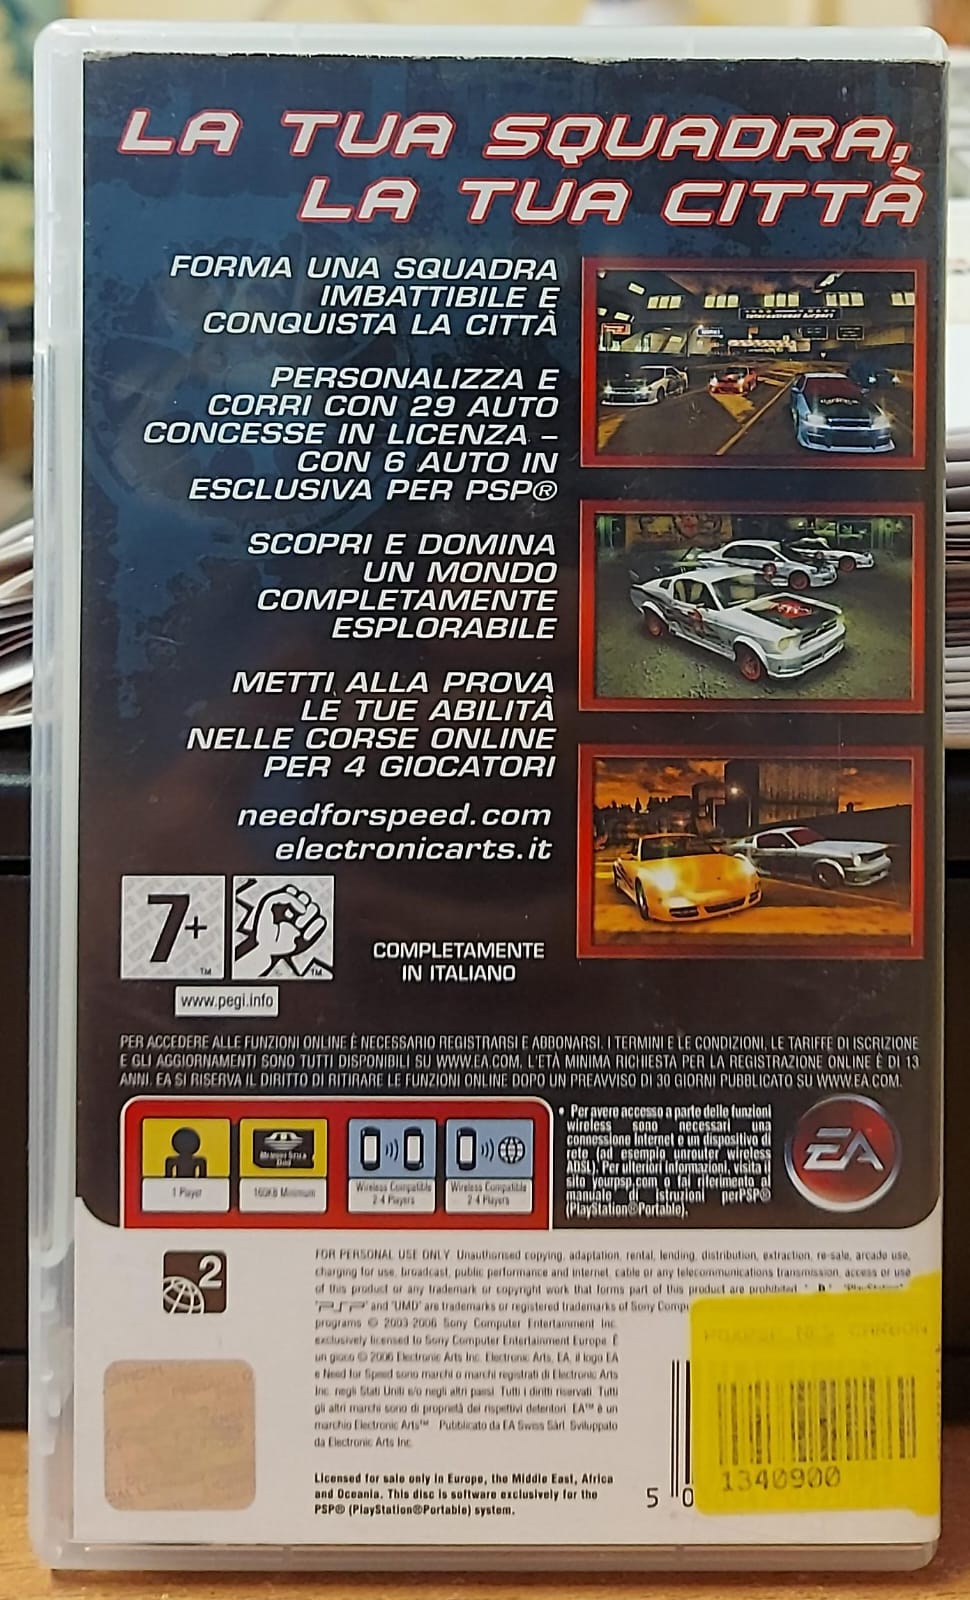 LA TUA SQUADRA,
LA TUA CITTÀ
FORMA UNA SQUADRA
IMBATTIBILE E
CONQUISTA LA CITTÀ
PERSONALIZZA E
CORRI CON 29 AUTO
CONCESSE IN LICENZA –
CON 6 AUTO IN
ESCLUSIVA PER PSP®
SCOPRI E DOMINA
UN MONDO
COMPLETAMENTE
ESPLORABILE
METTI ALLA PROVA
LE TUE ABILITÀ
NELLE CORSE ONLINE
PER 4 GIOCATORI
needforspeed.com
electronicarts.it
International Airport
7+
TM
TM
www.pegi.info
COMPLETAMENTE
IN ITALIANO
PER ACCEDERE ALLE FUNZIONI ONLINE È NECESSARIO REGISTRARSI E ABBONARSI. I TERMINI E LE CONDIZIONI, LE TARIFFE DI ISCRIZIONE
E GLI AGGIORNAMENTI SONO TUTTI DISPONIBILI SU WWW.EA.COM. L'ETÀ MINIMA RICHIESTA PER LA REGISTRAZIONE ONLINE È DI 13
ANNI. EA SI RISERVA IL DIRITTO DI RITIRARE LE FUNZIONI ONLINE DOPO UN PREAVVISO DI 30 GIORNI PUBBLICATO SU WWW.EA.COM.
1 Player
160KB Minimum
Wireless Compatible
2-4 Players
Wireless Compatible
2-4 Players
• Per avere accesso a parte delle funzioni
wireless sono necessari una
connessione Internet o un dispositivo di
rete (ad esempio un router wireless
ADSL). Per ulteriori informazioni, visita il
sito yourpsp.com o fai riferimento al
manuale di istruzioni per PSP®
(PlayStation®Portable).
EA
2
FOR PERSONAL USE ONLY. Unauthorised copying, adaptation, rental, lending, distribution, extraction, re-sale, arcade use,
charging for use, broadcast, public performance and internet, cable or any telecommunications transmission, access or use
of this product or any trademark or copyright work that forms part of this product are prohibited.
"PSP" and "UMD" are trademarks or registered trademarks of Sony
programs © 2003-2006 Sony Computer Entertainment Inc.
exclusively licensed to Sony Computer Entertainment Europe. È
un gioco © 2006 Electronic Arts Inc. Electronic Arts, EA, il logo EA
e Need for Speed sono marchi o marchi registrati di Electronic Arts
Inc. negli Stati Uniti e/o negli altri paesi. Tutti i diritti riservati. Tutti
gli altri marchi sono di proprietà dei rispettivi detentori. EA™ è un
marchio Electronic Arts™. Pubblicato da EA Swiss Sàrl. Sviluppato
da Electronic Arts Inc.
Licensed for sale only in Europe, the Middle East, Africa
and Oceania. This disc is software exclusively for the
PSP® (PlayStation®Portable) system.
5 0
NFS CARBON
1340900